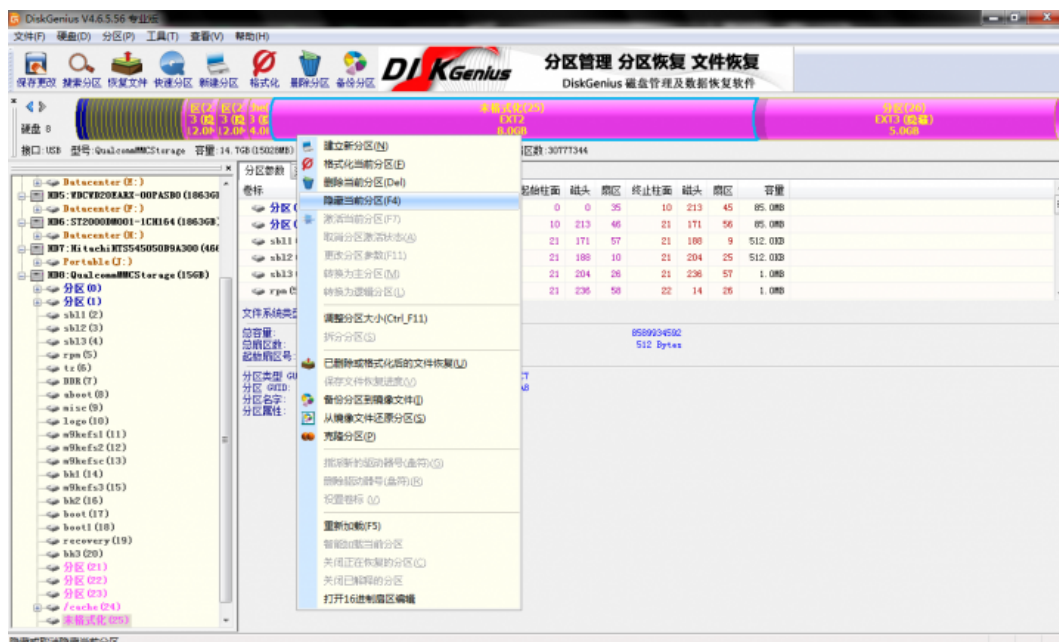 DiskGenius V4.6.5.56 专业版
文件(F) 硬盘(D) 分区(P) 工具(T) 查看(V) 帮助(H)
保存更改 搜索分区 恢复文件 快速分区 新建分区 格式化 删除分区 备份分区
DISKGenius
分区管理 分区恢复 文件恢复
DiskGenius 磁盘管理及数据恢复软件
硬盘 8
未格式化(25)
EXT2
8.0GB
分区(26)
EXT3 (隐藏)
5.0GB
接口:USB 型号:QualcommMMCStorage 容量:14.7GB(15028MB)
区数:30777344
Datacenter(E:)
HD5:WDCWD20EARX-00PASB0(1863GB
Datacenter(F:)
HD6:ST2000DM001-1CH164(1863GB)
HD7:HitachiHTS545050B9A300(466
Portable(J:)
HD8:QualcommMMCStorage(15GB)
分区(0)
分区(1)
sbl1(2)
sbl2(3)
sbl3(4)
rpm(5)
tz(6)
DDR(7)
aboot(8)
misc(9)
logo(10)
m9kefs1(11)
m9kefs2(12)
m9kefsc(13)
bk1(14)
m9kefs3(15)
bk2(16)
boot(17)
boot1(18)
recovery(19)
bk3(20)
分区(21)
分区(22)
分区(23)
/cache(24)
未格式化(25)
分区参数
卷标
起始柱面 磁头 扇区 终止柱面 磁头 扇区 容量
分区( 0 0 35 10 213 45 85.0MB
分区( 10 213 46 21 171 56 85.0MB
sbl1 21 171 57 21 188 9 512.0KB
sbl2 21 188 10 21 204 25 512.0KB
sbl3 21 204 26 21 236 57 1.0MB
rpm( 21 236 58 22 14 26 1.0MB
文件系统类型
总容量: 8589934592
总扇区数: 512 Bytes
起始扇区号:
分区类型 GU
分区 GUID:
分区名字:
分区属性:
建立新分区(N)
格式化当前分区(F)
删除当前分区(Del)
隐藏当前分区(F4)
激活当前分区(F7)
取消分区激活状态(A)
更改分区参数(F11)
转换为主分区(M)
转换为逻辑分区(L)
调整分区大小(Ctrl_F11)
拆分分区(S)
已删除或格式化后的文件恢复(U)
保存文件恢复进度(V)
备份分区到镜像文件(I)
从镜像文件还原分区(S)
克隆分区(P)
指派新的驱动器号(盘符)(G)
删除驱动器号(盘符)(R)
设置卷标 (V)
重新加载(F5)
智能加载当前分区
关闭正在恢复的分区(C)
关闭已解释的分区
打开16进制扇区编辑
隐藏或取消隐藏当前分区